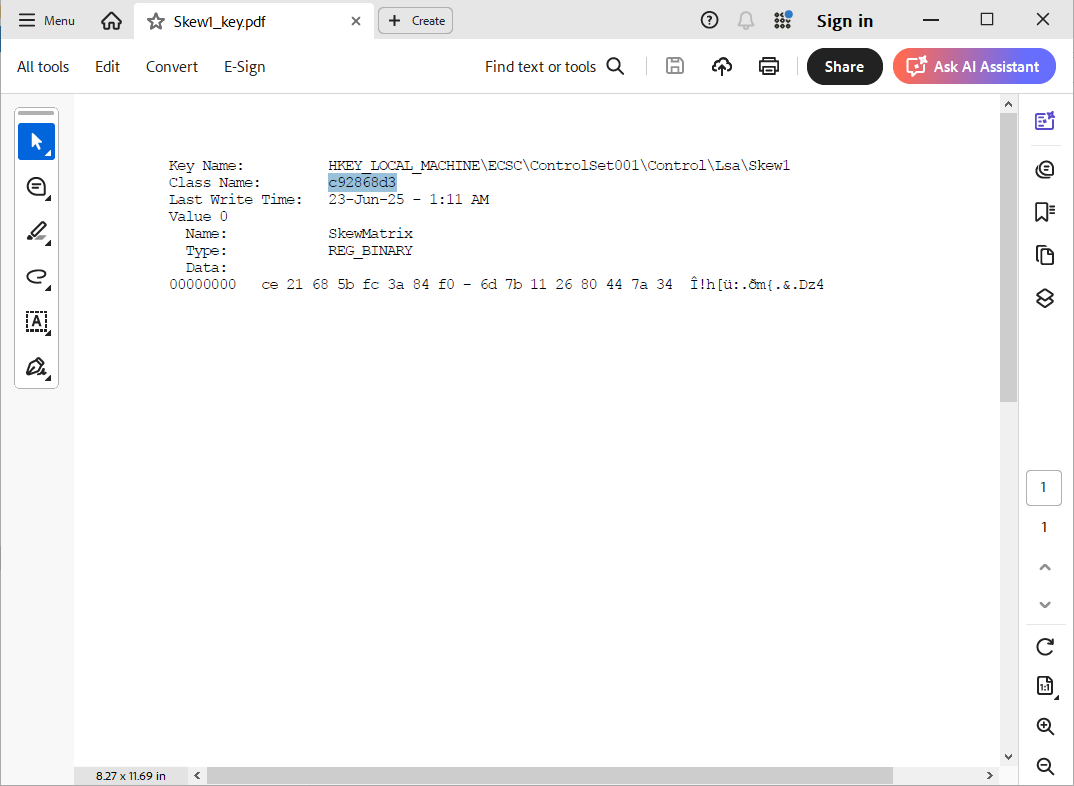 Menu
Skew1_key.pdf
Create
Sign in
All tools Edit Convert E-Sign
Find text or tools
Share
Ask AI Assistant
Key Name: HKEY_LOCAL_MACHINE\ECSC\ControlSet001\Control\Lsa\Skew1
Class Name: c92868d3
Last Write Time: 23-Jun-25 - 1:11 AM
Value 0
Name: SkewMatrix
Type: REG_BINARY
Data:
00000000 ce 21 68 5b fc 3a 84 f0 - 6d 7b 11 26 80 44 7a 34 Î!h[ü:.ðm{.&.Dz4
1
1
1:1
8.27 x 11.69 in